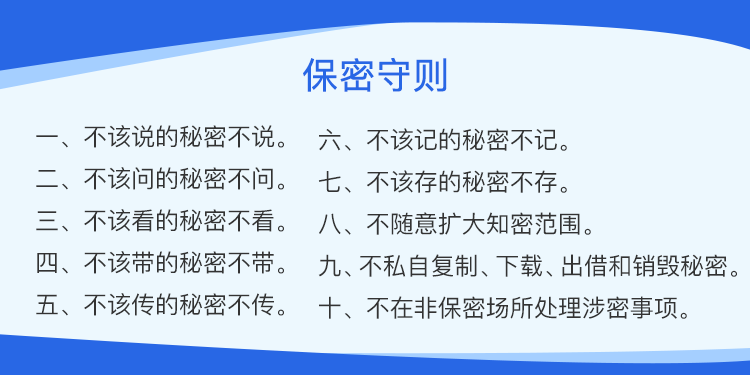 保密守则
一、不该说的秘密不说。
二、不该问的秘密不问。
三、不该看的秘密不看。
四、不该带的秘密不带。
五、不该传的秘密不传。
六、不该记的秘密不记。
七、不该存的秘密不存。
八、不随意扩大知密范围。
九、不私自复制、下载、出借和销毁秘密。
十、不在非保密场所处理涉密事项。